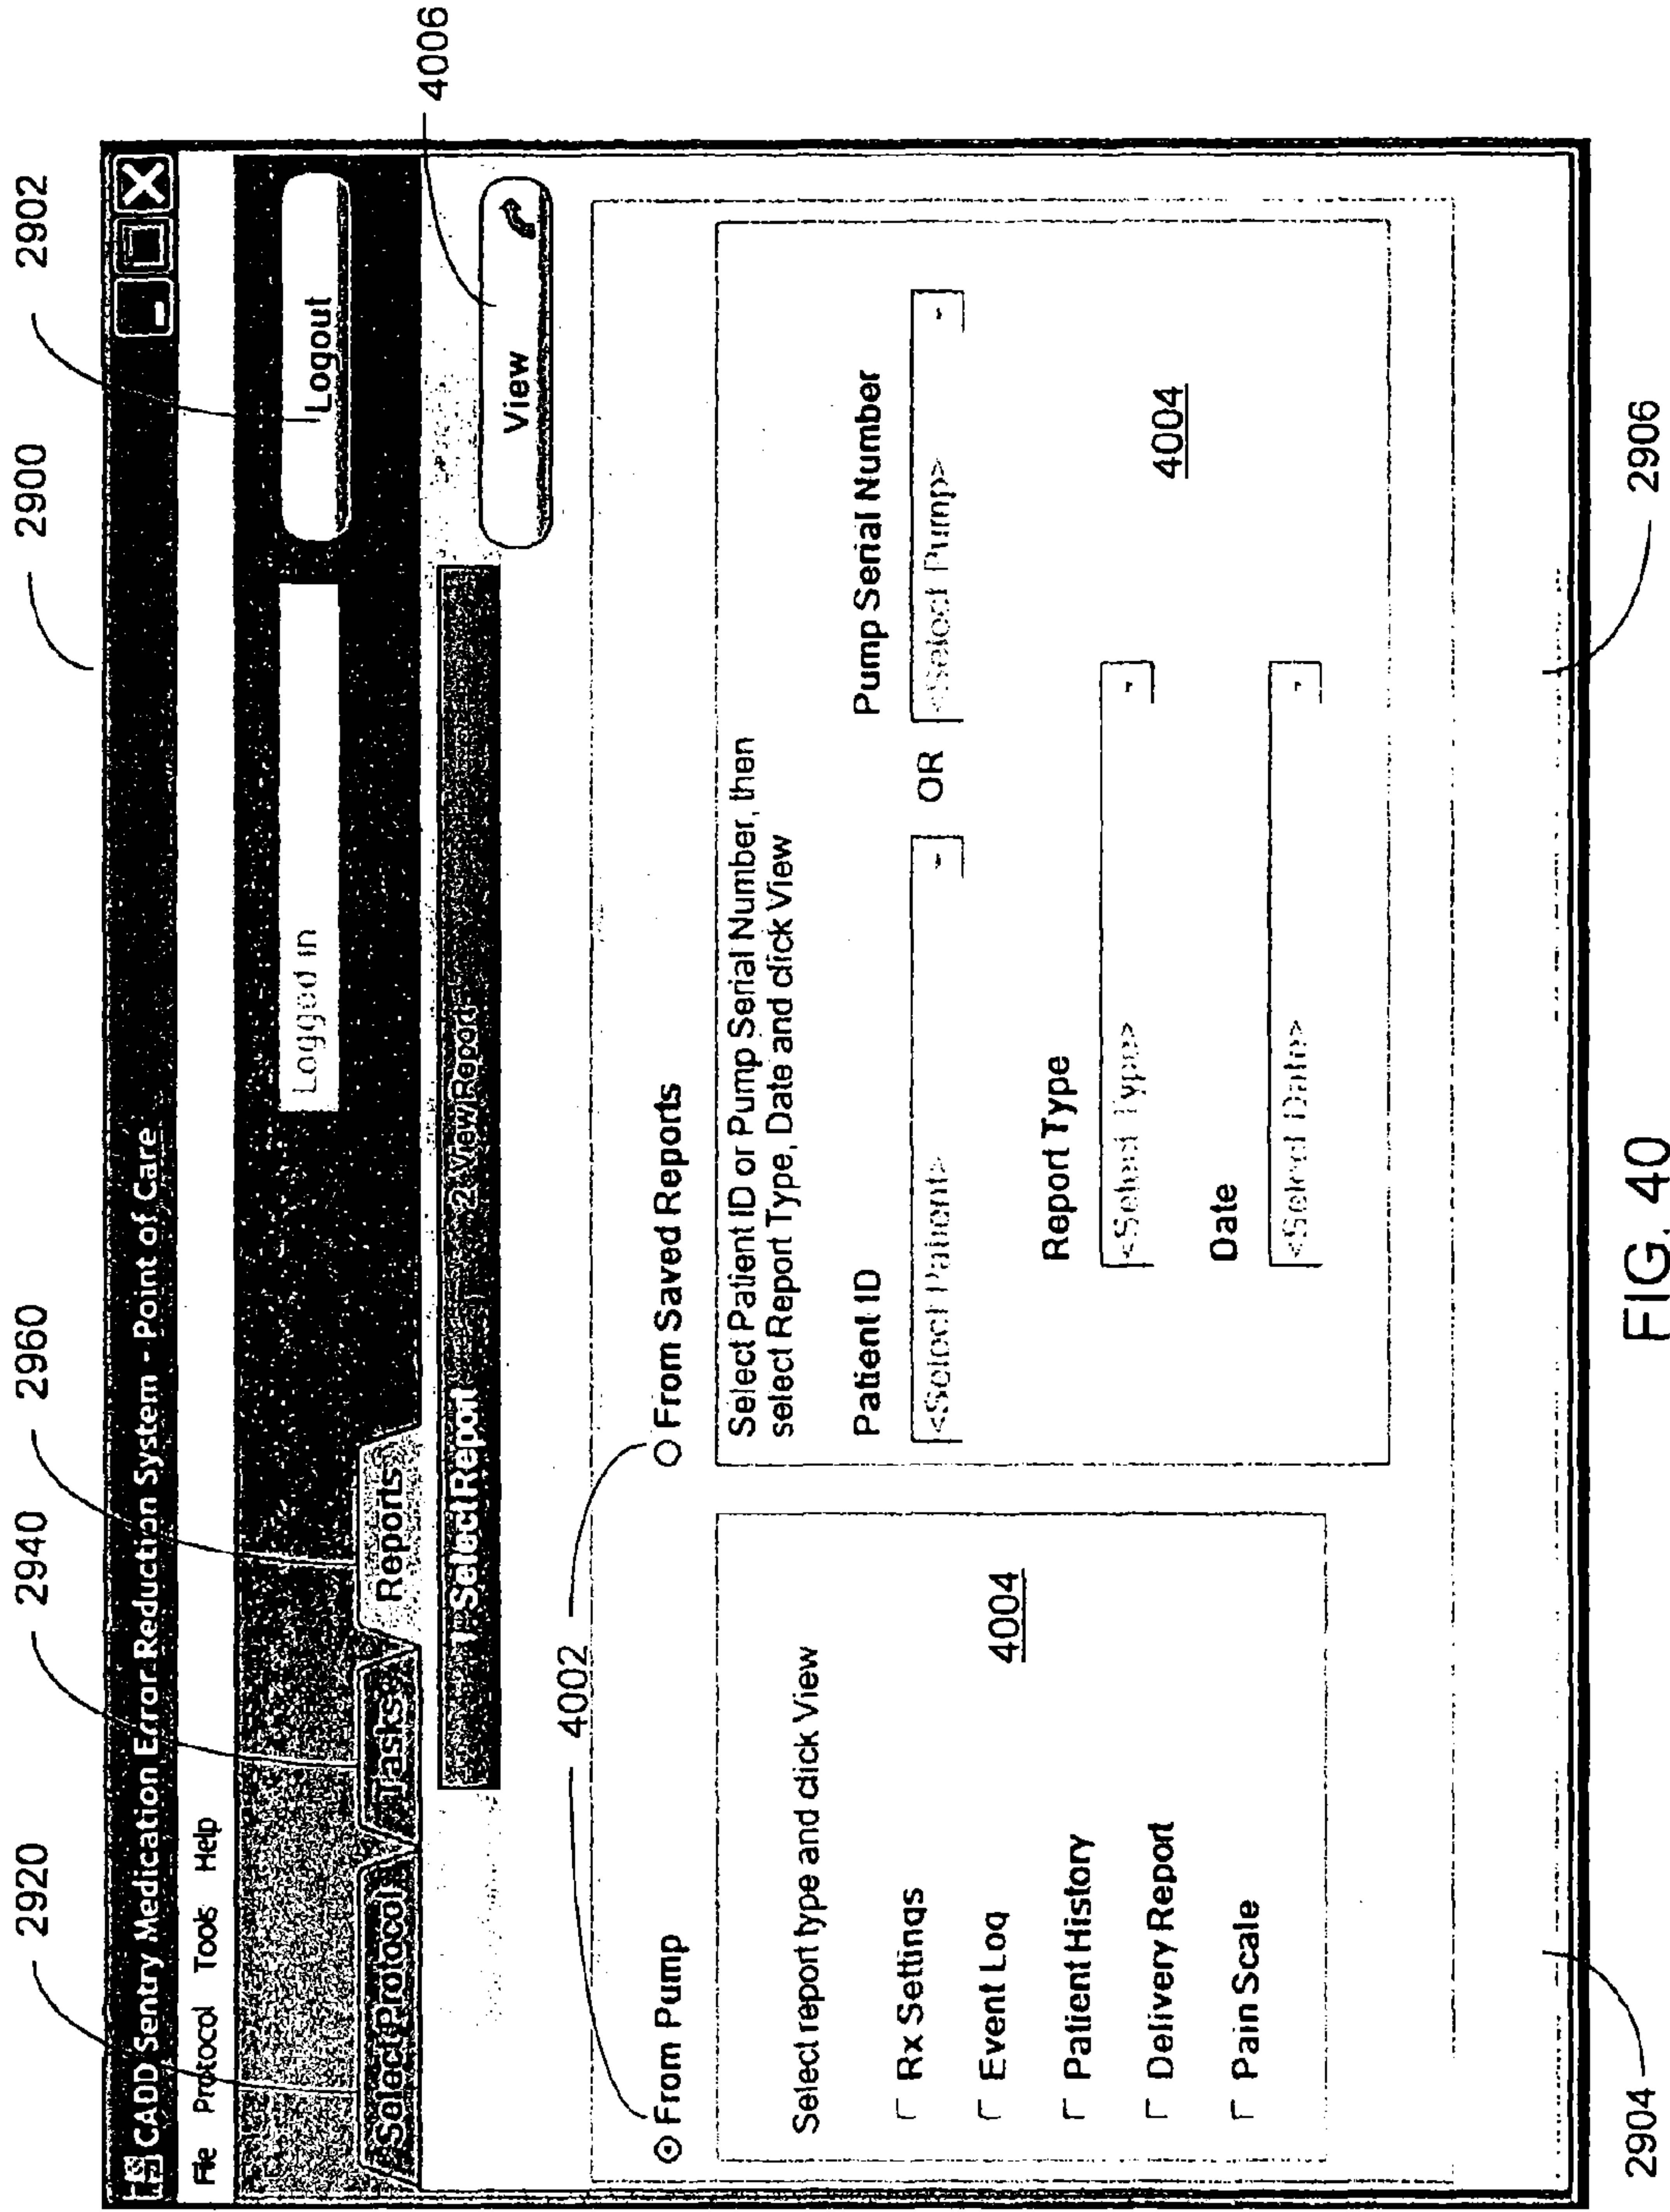 2900
2902
2920
2940
2960
CADD Sentry Medication Error Reduction System - Point of Care
File Protocol Tools Help
Logged in
Logout
Select Protocol
Tasks
Reports
1 Select Report
2 View Report
View
4006
4002
From Pump
From Saved Reports
Select report type and click View
Rx Settings
Event Log
Patient History
Delivery Report
Pain Scale
4004
Select Patient ID or Pump Serial Number, then
select Report Type, Date and click View
Patient ID
Pump Serial Number
<Select Patient>
OR
<Select Pump>
Report Type
<Select Type>
4004
Date
<Select Date>
2904
2906
FIG. 40